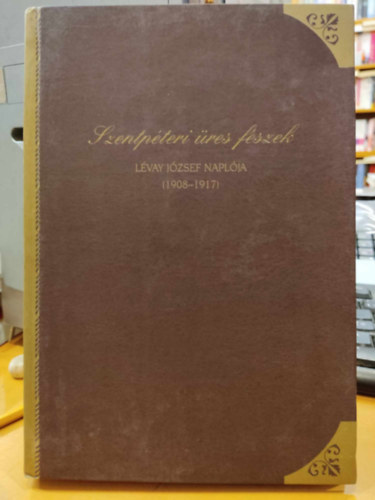 Szentpéteri üres fészek
LÉVAY JÓZSEF NAPLÓJA
(1908–1917)